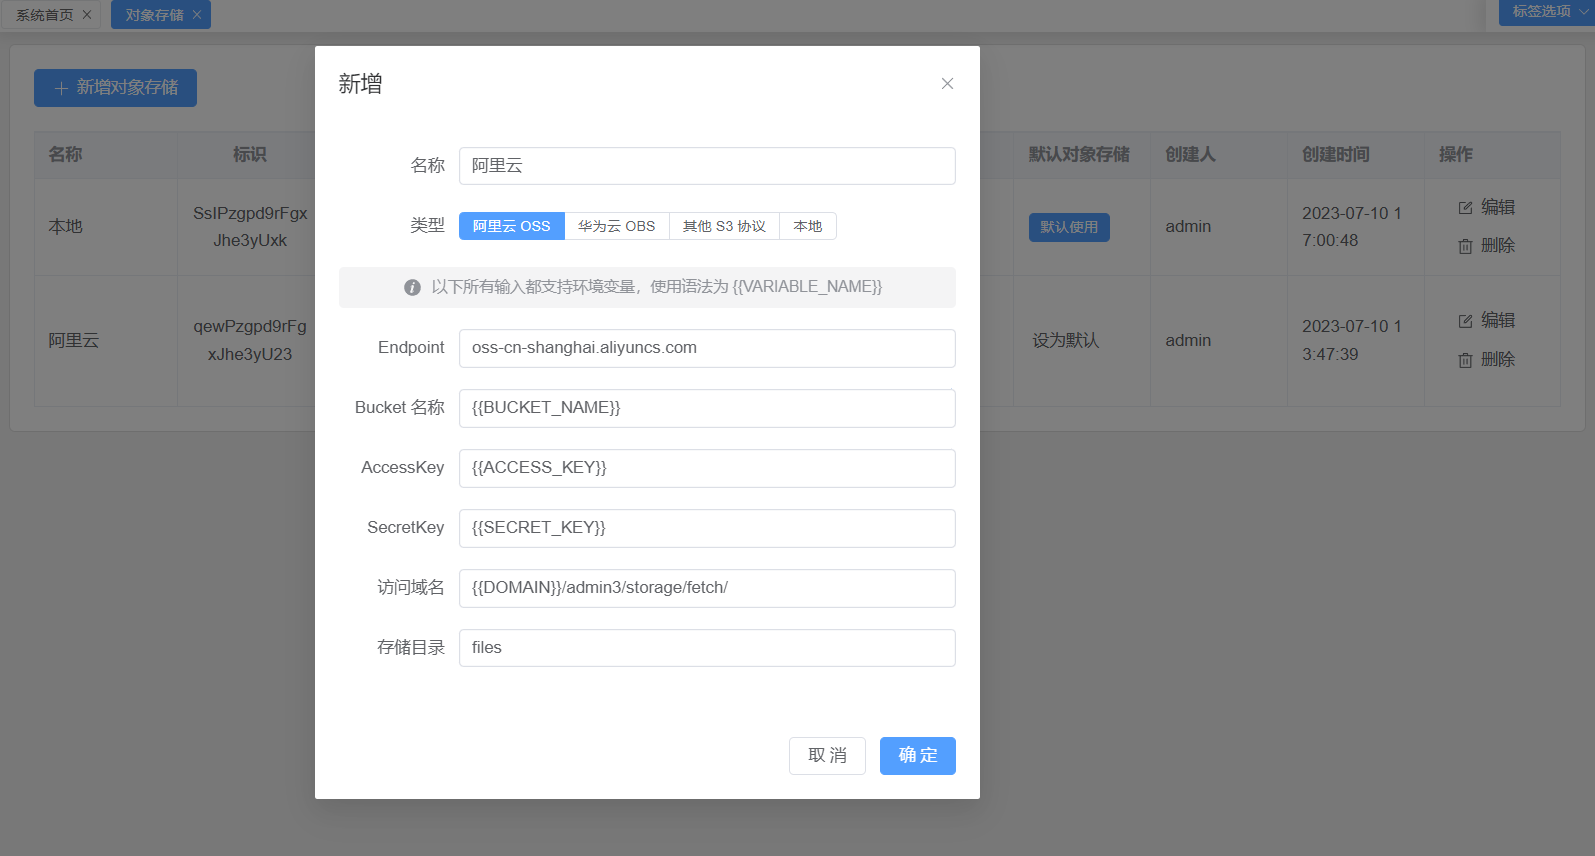 系统首页
对象存储
标签选项
新增对象存储
名称
标识
默认对象存储
创建人
创建时间
操作
本地
SsIPzgpd9rFgx
Jhe3yUxk
默认使用
admin
2023-07-10 1
7:00:48
编辑
删除
阿里云
qewPzgpd9rFg
xJhe3yU23
设为默认
admin
2023-07-10 1
3:47:39
编辑
删除
新增
名称
阿里云
类型
阿里云 OSS
华为云 OBS
其他 S3 协议
本地
以下所有输入都支持环境变量，使用语法为 {{VARIABLE_NAME}}
Endpoint
oss-cn-shanghai.aliyuncs.com
Bucket 名称
{{BUCKET_NAME}}
AccessKey
{{ACCESS_KEY}}
SecretKey
{{SECRET_KEY}}
访问域名
{{DOMAIN}}/admin3/storage/fetch/
存储目录
files
取 消
确 定